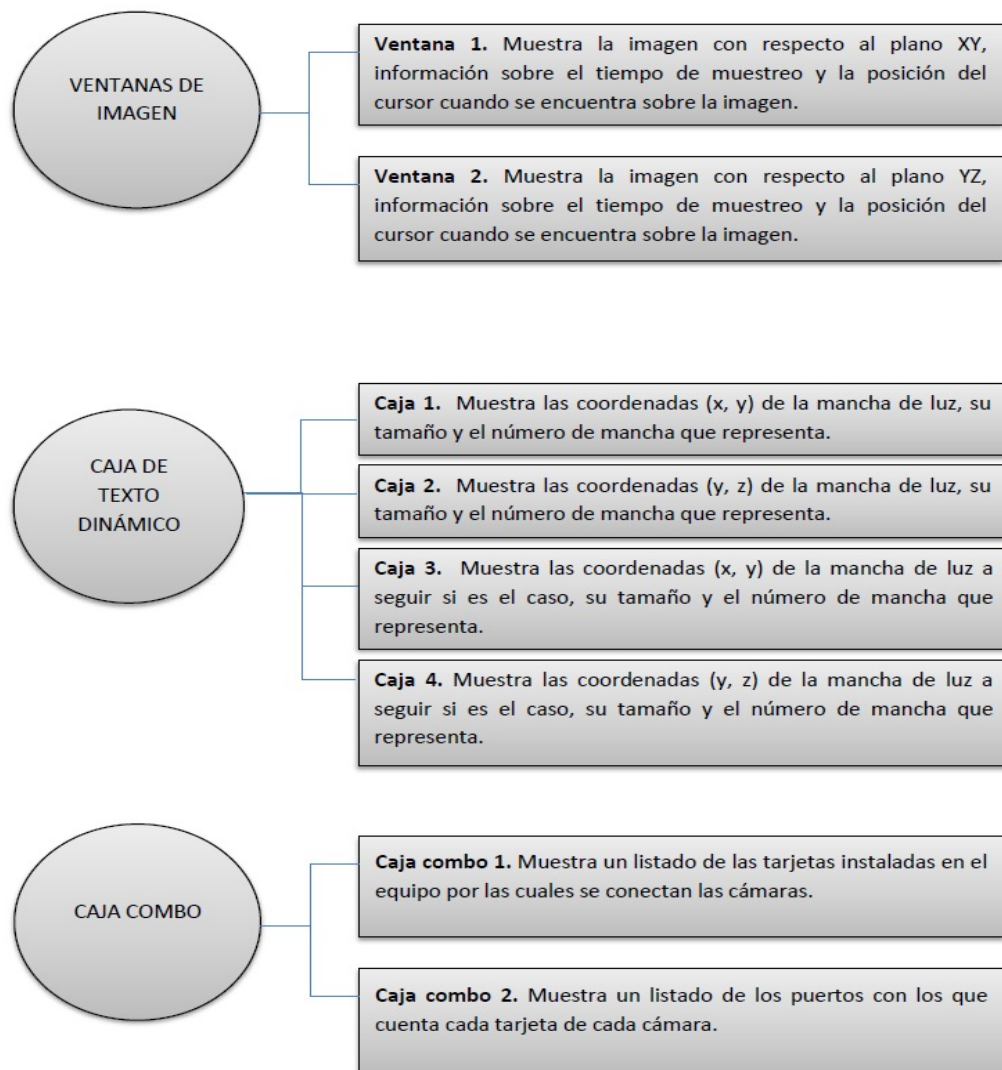 VENTANAS DE
IMAGEN
Ventana 1. Muestra la imagen con respecto al plano XY,
información sobre el tiempo de muestreo y la posición del
cursor cuando se encuentra sobre la imagen.
Ventana 2. Muestra la imagen con respecto al plano YZ,
información sobre el tiempo de muestreo y la posición del
cursor cuando se encuentra sobre la imagen.
CAJA DE
TEXTO
DINÁMICO
Caja 1. Muestra las coordenadas (x, y) de la mancha de luz, su
tamaño y el número de mancha que representa.
Caja 2. Muestra las coordenadas (y, z) de la mancha de luz, su
tamaño y el número de mancha que representa.
Caja 3. Muestra las coordenadas (x, y) de la mancha de luz a
seguir si es el caso, su tamaño y el número de mancha que
representa.
Caja 4. Muestra las coordenadas (y, z) de la mancha de luz a
seguir si es el caso, su tamaño y el número de mancha que
representa.
CAJA COMBO
Caja combo 1. Muestra un listado de las tarjetas instaladas en el
equipo por las cuales se conectan las cámaras.
Caja combo 2. Muestra un listado de los puertos con los que
cuenta cada tarjeta de cada cámara.